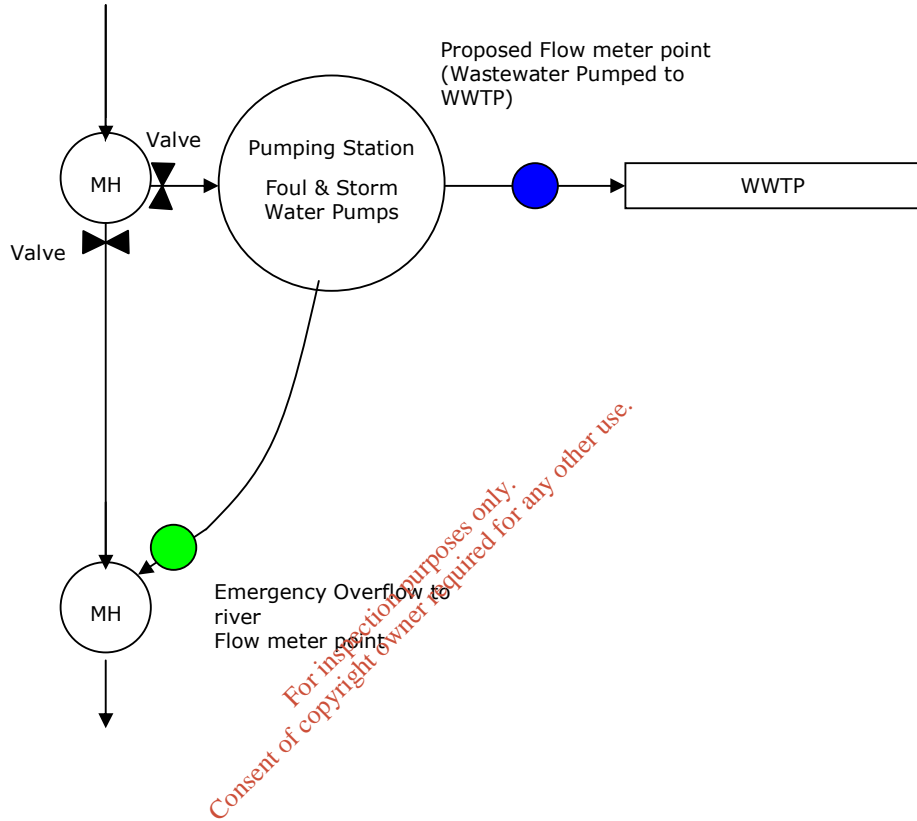 Proposed Flow meter point
(Wastewater Pumped to
WWTP)
Valve
Pumping Station
Foul & Storm
Water Pumps
MH
WWTP
Valve
MH
Emergency Overflow to
river
Flow meter point
For inspection purposes only.
Consent of copyright owner required for any other use.